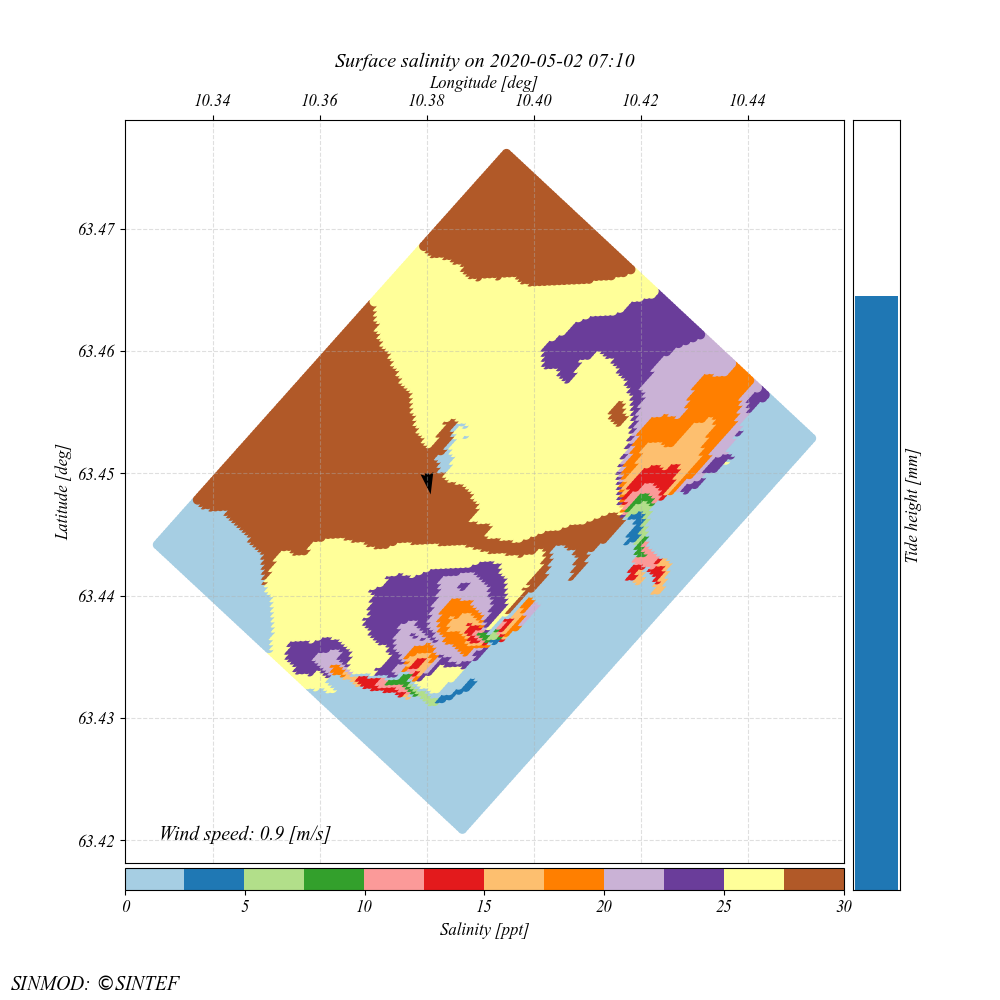 Surface salinity on 2020-05-02 07:10
Longitude [deg]
10.34 10.36 10.38 10.40 10.42 10.44
63.47
63.46
63.45
63.44
63.43
63.42
Latitude [deg]
Tide height [mm]
Wind speed: 0.9 [m/s]
0 5 10 15 20 25 30
Salinity [ppt]
SINMOD: ©SINTEF